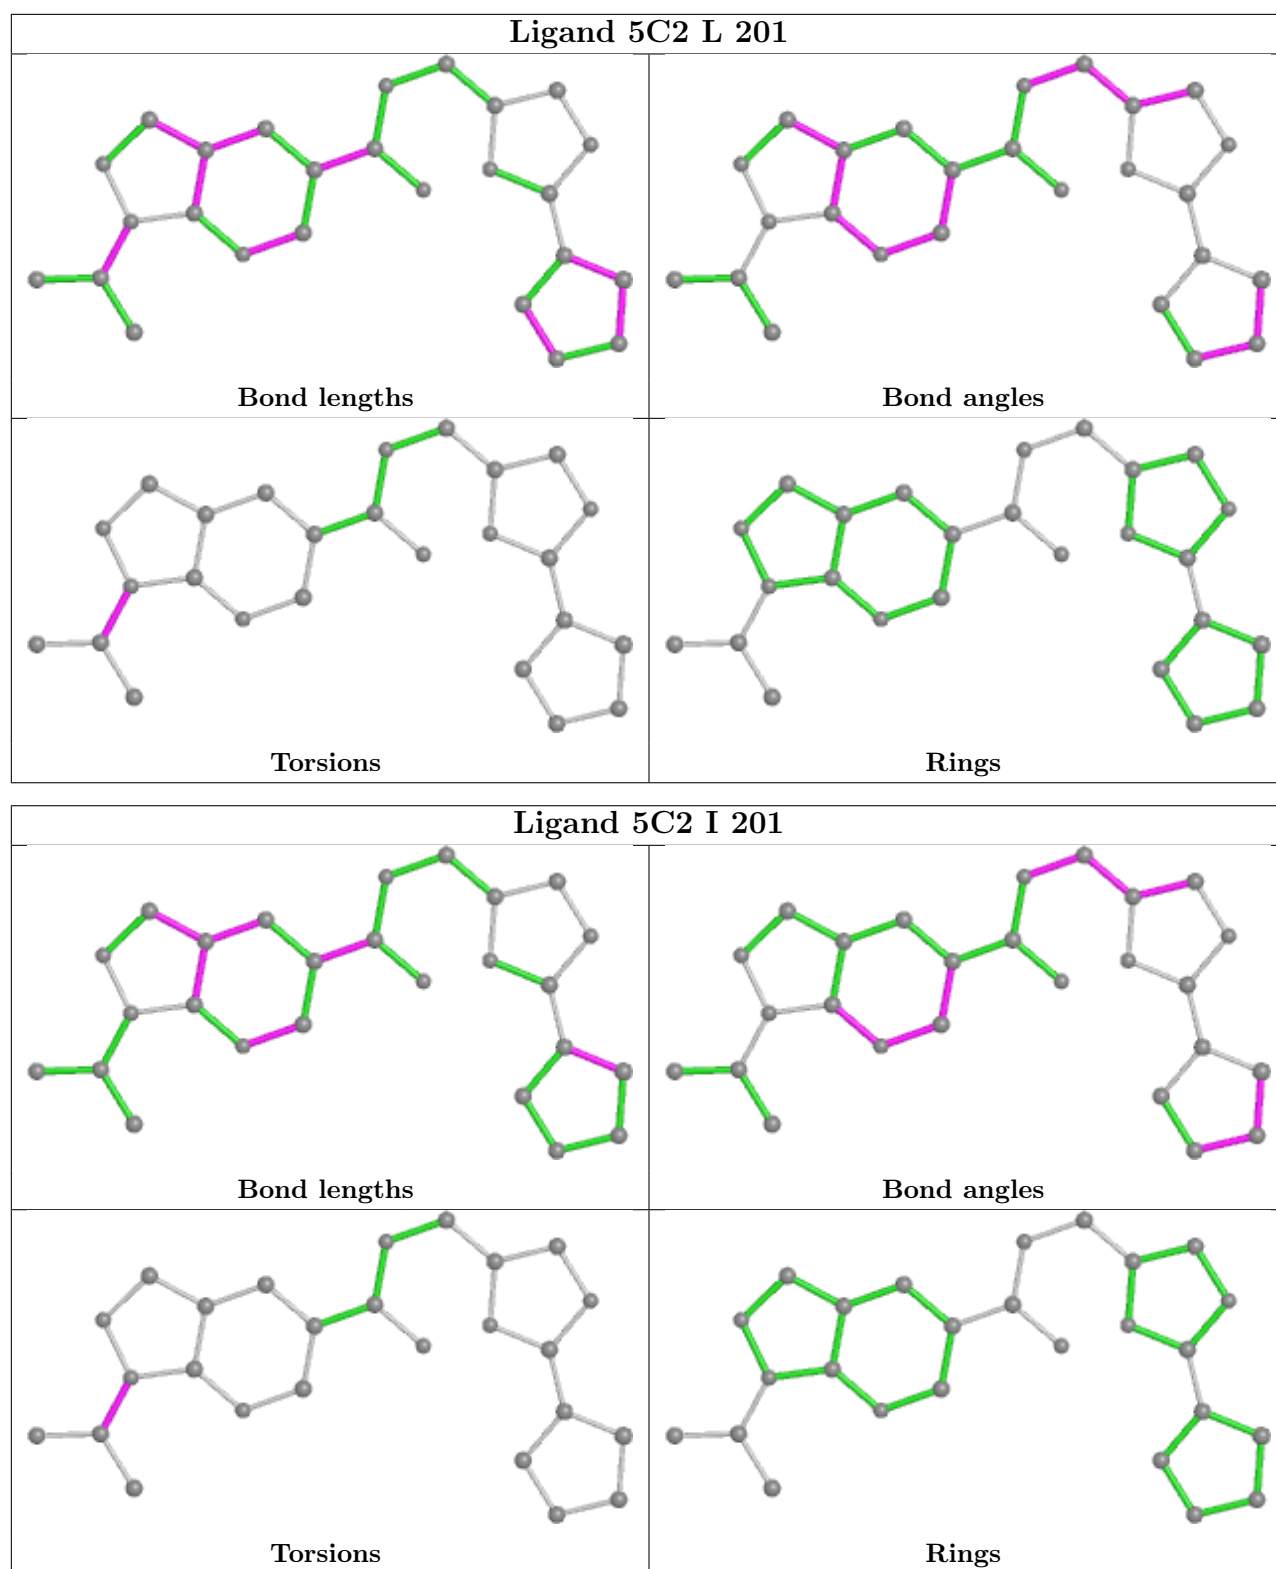 Ligand 5C2 L 201
Bond lengths
Bond angles
Torsions
Rings
Ligand 5C2 I 201
Bond lengths
Bond angles
Torsions
Rings